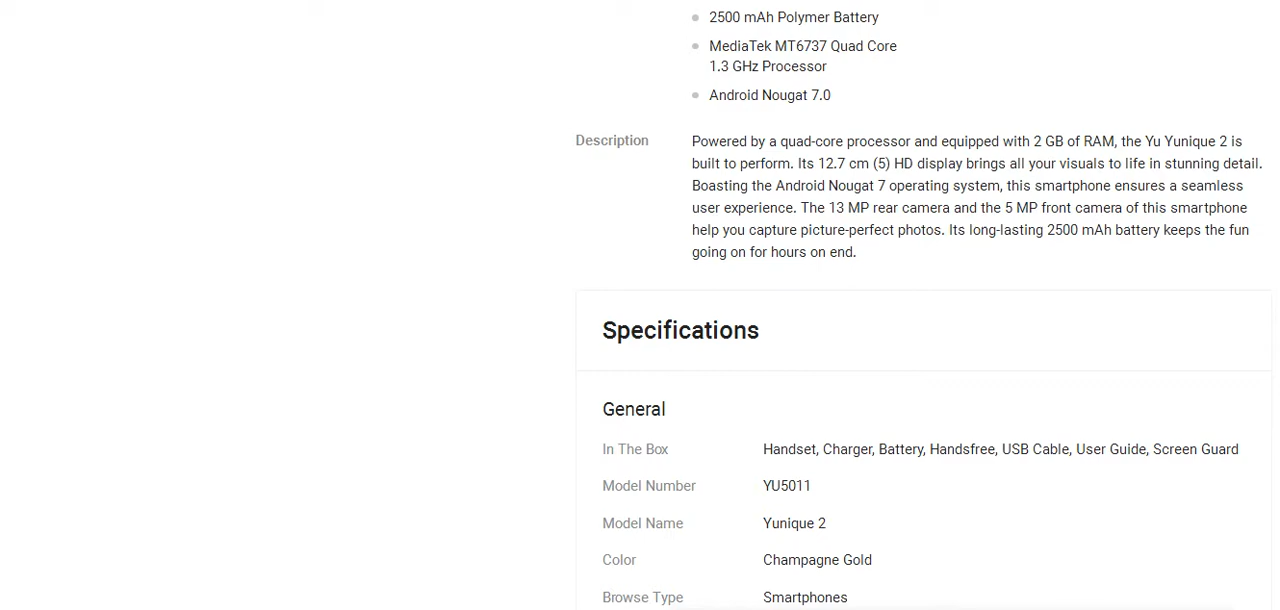 2500 mAh Polymer Battery
MediaTek MT6737 Quad Core
1.3 GHz Processor
Android Nougat 7.0
Description
Powered by a quad-core processor and equipped with 2 GB of RAM, the Yu Yunique 2 is
built to perform. Its 12.7 cm (5) HD display brings all your visuals to life in stunning detail.
Boasting the Android Nougat 7 operating system, this smartphone ensures a seamless
user experience. The 13 MP rear camera and the 5 MP front camera of this smartphone
help you capture picture-perfect photos. Its long-lasting 2500 mAh battery keeps the fun
going on for hours on end.
Specifications
General
In The Box Handset, Charger, Battery, Handsfree, USB Cable, User Guide, Screen Guard
Model Number YU5011
Model Name Yunique 2
Color Champagne Gold
Browse Type Smartphones